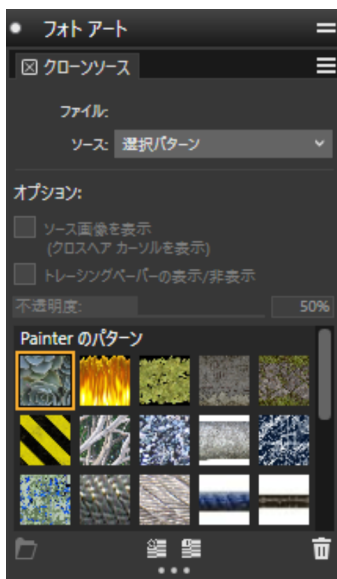 フォト アート
クローンソース
ファイル:
ソース: 選択パターン
オプション:
ソース画像を表示
(クロスヘア カーソルを表示)
トレーシングペーパーの表示/非表示
不透明度: 50%
Painter のパターン